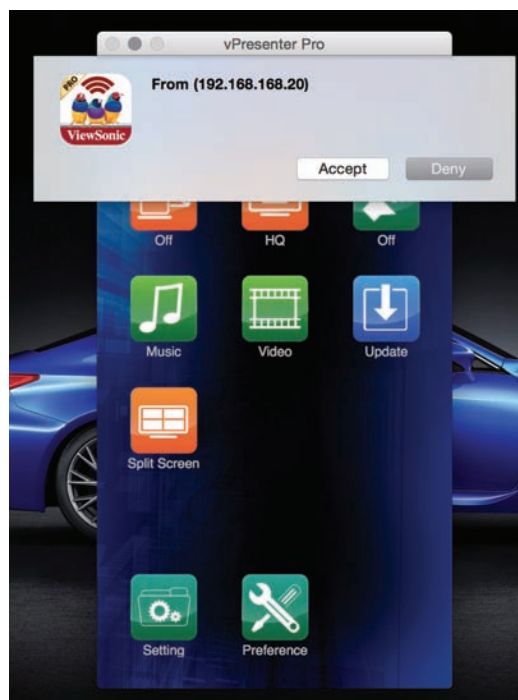 vPresenter Pro
PRO
From (192.168.168.20)
ViewSonic
Accept Deny
Off HQ Off
Music Video Update
Split Screen
Setting Preference